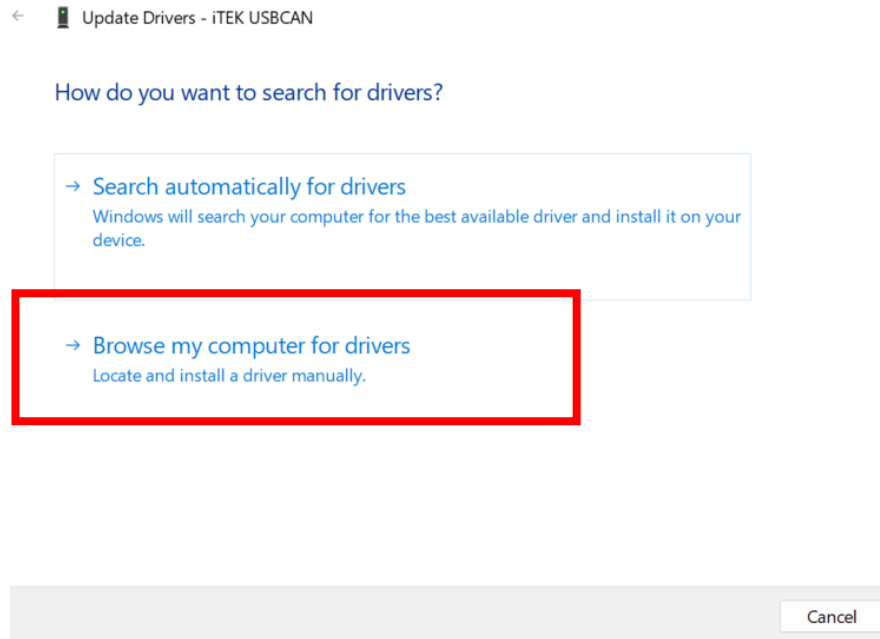 Update Drivers - iTEK USBCAN
How do you want to search for drivers?
Search automatically for drivers
Windows will search your computer for the best available driver and install it on your
device.
Browse my computer for drivers
Locate and install a driver manually.
Cancel